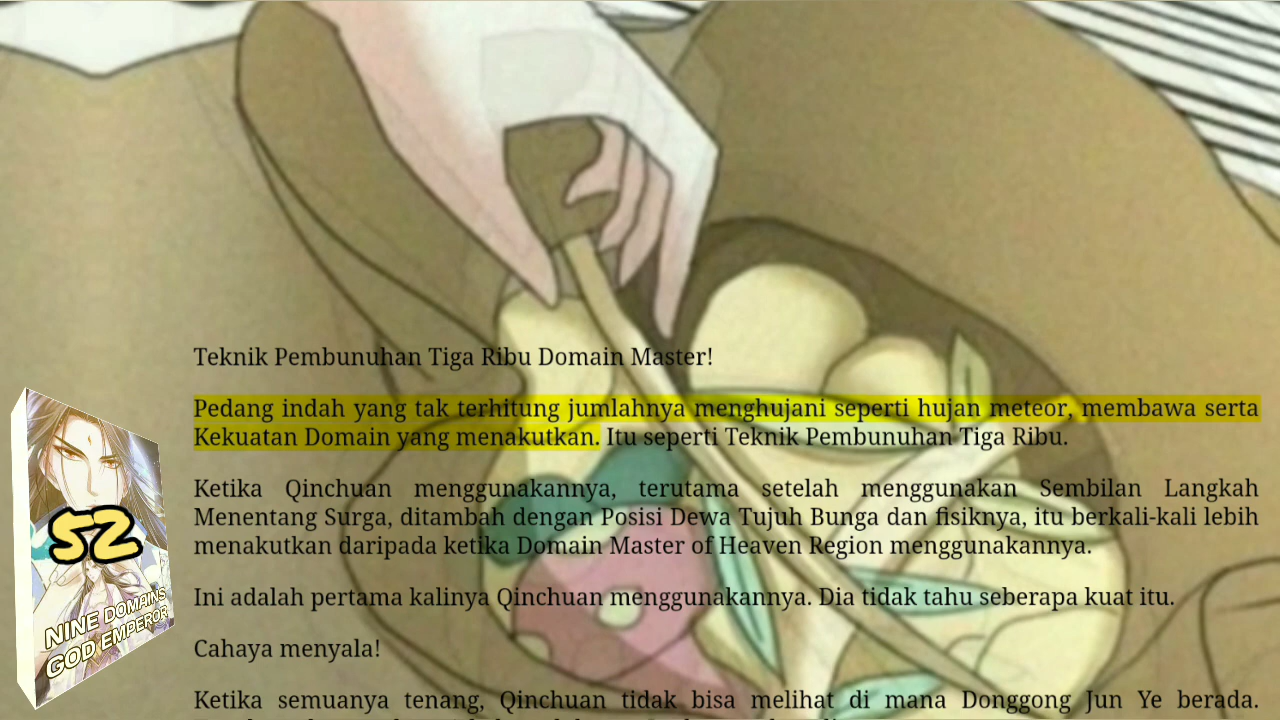 Teknik Pembunuhan Tiga Ribu Domain Master!
Pedang indah yang tak terhitung jumlahnya menghujani seperti hujan meteor, membawa serta
Kekuatan Domain yang menakutkan. Itu seperti Teknik Pembunuhan Tiga Ribu.
Ketika Qinchuan menggunakannya, terutama setelah menggunakan Sembilan Langkah
Menentang Surga, ditambah dengan Posisi Dewa Tujuh Bunga dan fisiknya, itu berkali-kali lebih
menakutkan daripada ketika Domain Master of Heaven Region menggunakannya.
Ini adalah pertama kalinya Qinchuan menggunakannya. Dia tidak tahu seberapa kuat itu.
Cahaya menyala!
Ketika semuanya tenang, Qinchuan tidak bisa melihat di mana Donggong Jun Ye berada.
52
NINE DOMAINS
GOD EMPEROR